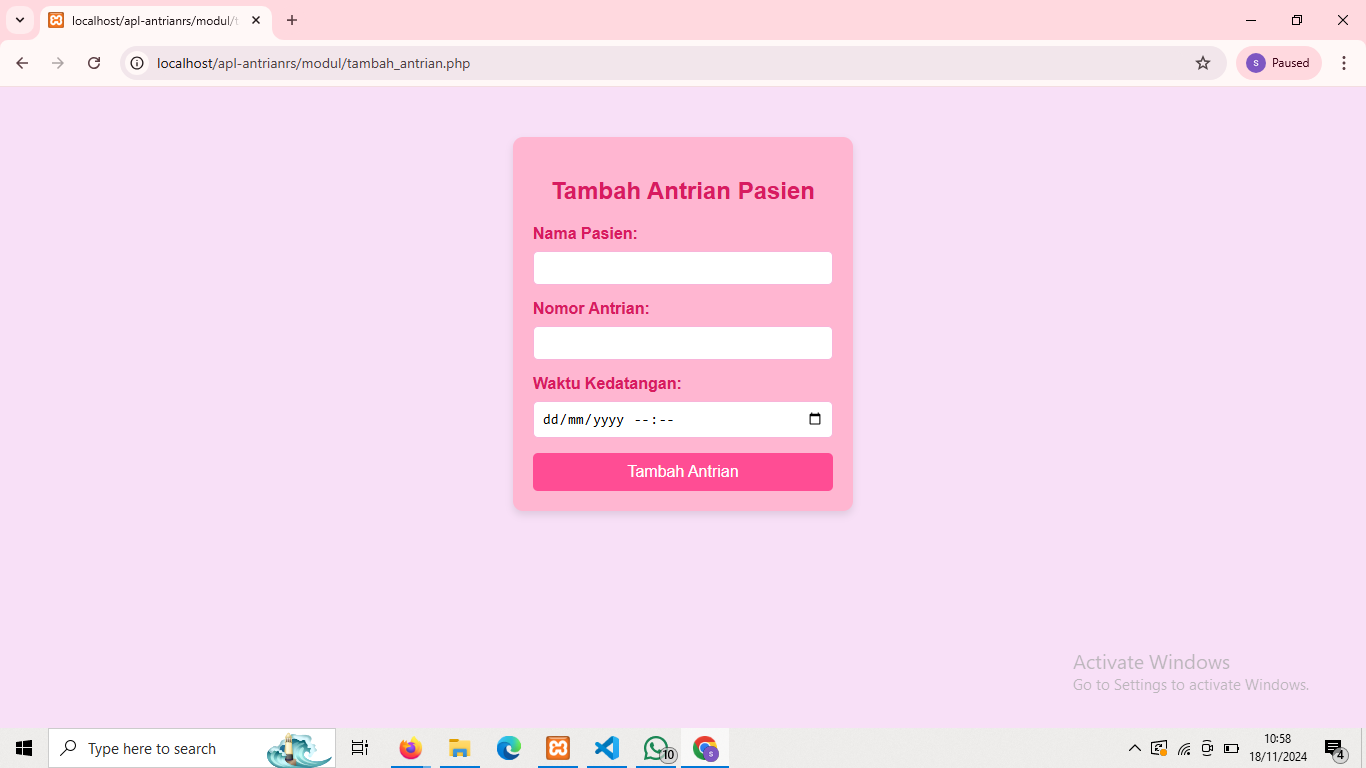 localhost/apl-antrianrs/modul/t
localhost/apl-antrianrs/modul/tambah_antrian.php
S
Paused
Tambah Antrian Pasien
Nama Pasien:
Nomor Antrian:
Waktu Kedatangan:
dd/mm/yyyy --:--
Tambah Antrian
Activate Windows
Go to Settings to activate Windows.
Type here to search
10
S
10:58
18/11/2024
4